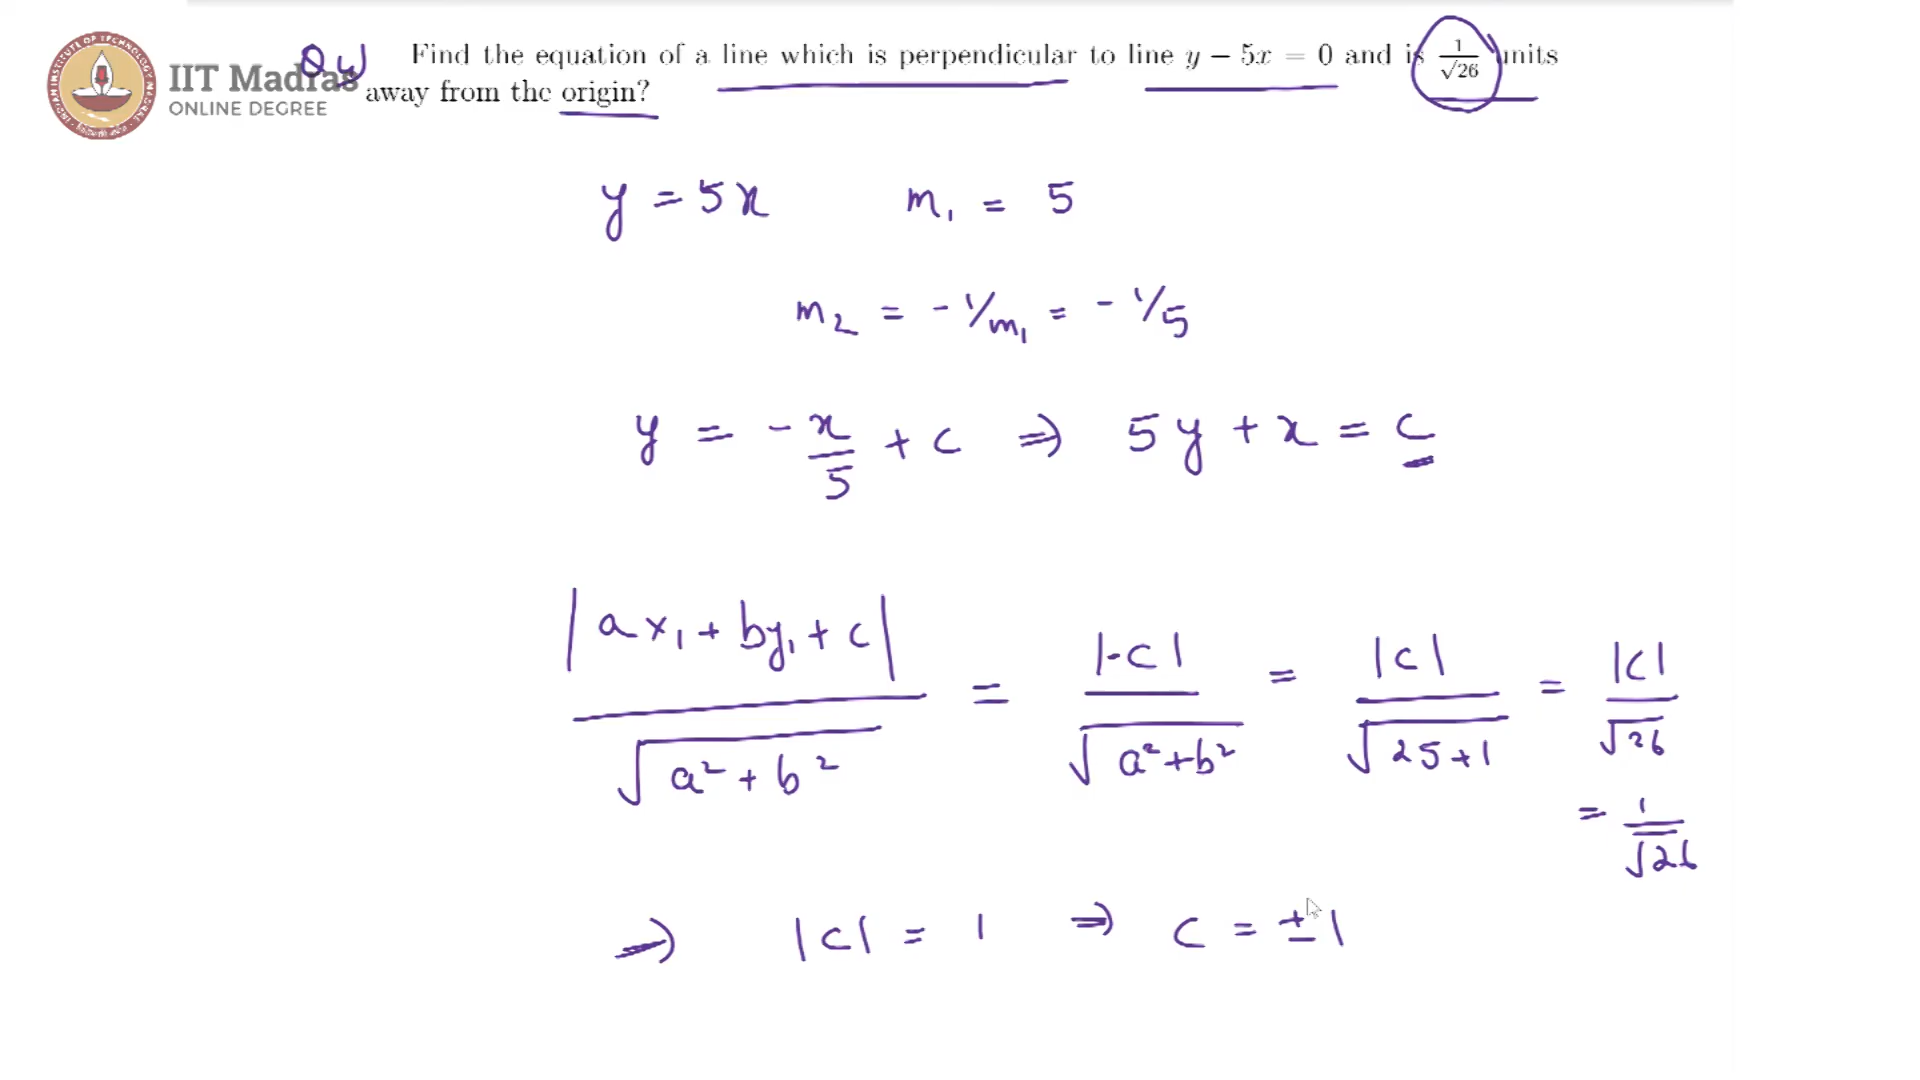 IIT Madras
ONLINE DEGREE
Q4) Find the equation of a line which is perpendicular to line y − 5x = 0 and is 1/√26 units
away from the origin?
y = 5x m₁ = 5
m₂ = - 1/m₁ = - 1/5
y = - x/5 + c ⇒ 5y + x = c
|ax₁ + by₁ + c| / √(a² + b²) = |-c| / √(a² + b²) = |c| / √(25+1) = |c| / √26
= 1/√26
⇒ |c| = 1 ⇒ c = ±1